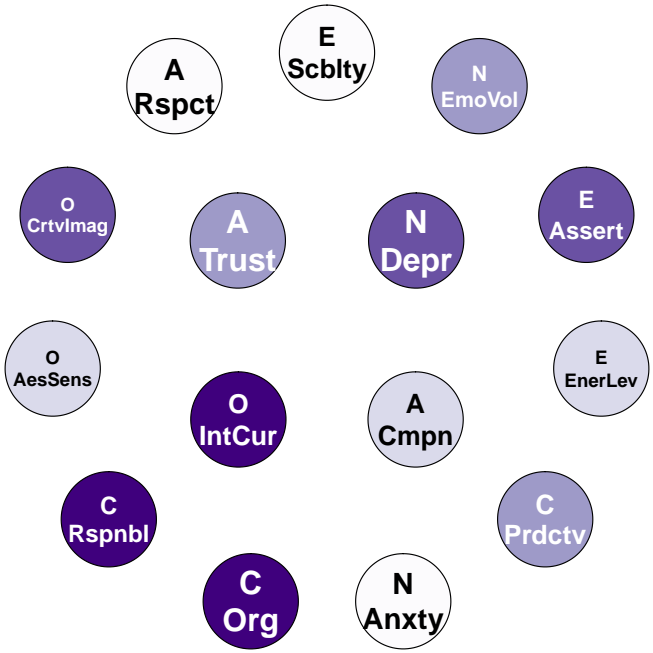 E
Scblty
A
Rspct
N
EmoVol
O
CrtvImag
A
Trust
N
Depr
E
Assert
O
AesSens
E
EnerLev
O
IntCur
A
Cmpn
C
Rspnbl
C
Prdctv
C
Org
N
Anxty